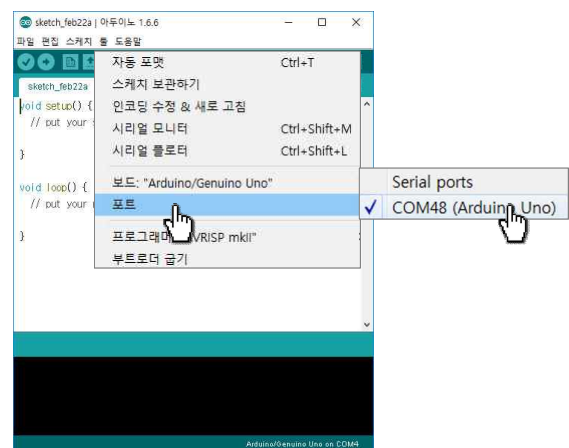 sketch_feb22a | 아두이노 1.6.6
파일 편집 스케치 툴 도움말
sketch_feb22a
void setup() {
// put your
}
void loop() {
// put your
}
자동 포맷 Ctrl+T
스케치 보관하기
인코딩 수정 & 새로 고침
시리얼 모니터 Ctrl+Shift+M
시리얼 플로터 Ctrl+Shift+L
보드: "Arduino/Genuino Uno"
포트
프로그래머 "AVRISP mkII"
부트로더 굽기
Serial ports
COM48 (Arduino Uno)
Arduino/Genuino Uno on COM4